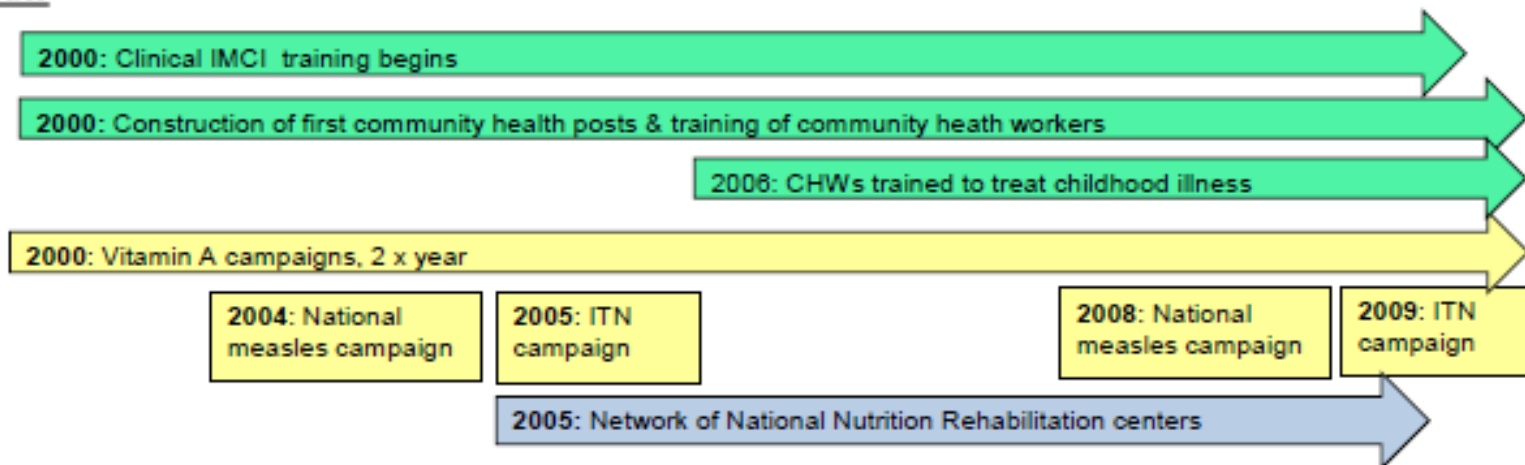 2000: Clinical IMCI training begins
2000: Construction of first community health posts & training of community heath workers
2006: CHWs trained to treat childhood illness
2000: Vitamin A campaigns, 2 x year
2004: National
measles campaign
2005: ITN
campaign
2008: National
measles campaign
2009: ITN
campaign
2005: Network of National Nutrition Rehabilitation centers